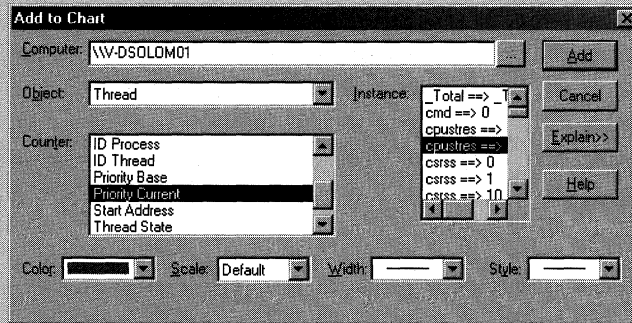 Add to Chart
Computer: \\V-DSOLOM01 ... Add
Object: Thread Instance: _Total ==> _T Cancel
cmd ==> 0
cpustres ==>
Counter: ID Process cpustres ==> Explain>>
ID Thread csrss ==> 0
Priority Base csrss ==> 1
Priority Current csrss ==> 10 Help
Start Address
Thread State
Color: Scale: Default Width: Style: